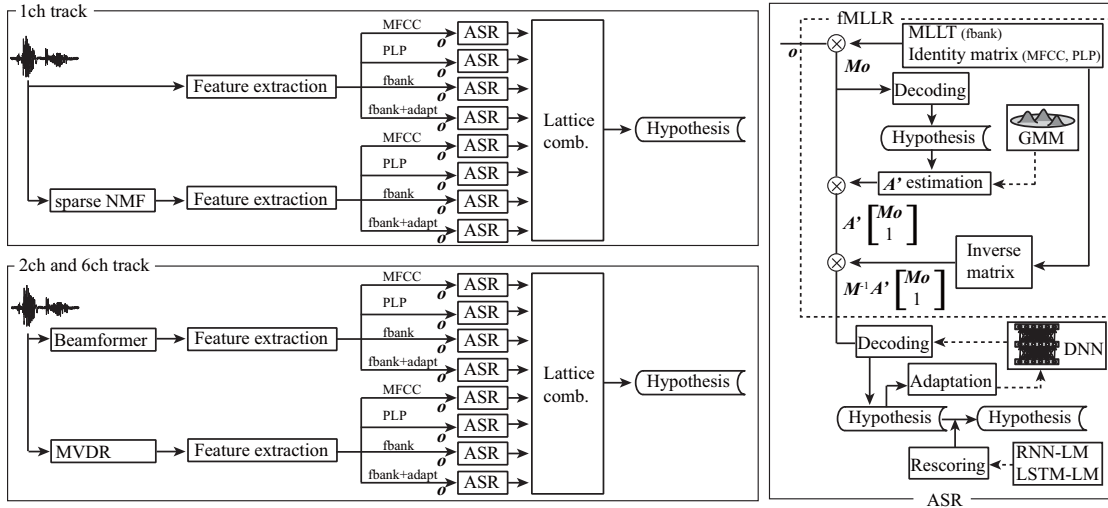 1ch track
Feature extraction
MFCC
o
ASR
PLP
o
ASR
fbank
o
ASR
fbank+adapt
o
ASR
sparse NMF
Feature extraction
MFCC
o
ASR
PLP
o
ASR
fbank
o
ASR
fbank+adapt
o
ASR
Lattice
comb.
Hypothesis
2ch and 6ch track
Beamformer
Feature extraction
MFCC
o
ASR
PLP
o
ASR
fbank
o
ASR
fbank+adapt
o
ASR
MVDR
Feature extraction
MFCC
o
ASR
PLP
o
ASR
fbank
o
ASR
fbank+adapt
o
ASR
Lattice
comb.
Hypothesis
fMLLR
o
MLLT (fbank)
Identity matrix (MFCC, PLP)
Mo
Decoding
Hypothesis
GMM
A' estimation
A' [Mo
1]
Inverse
matrix
M⁻¹A' [Mo
1]
Decoding
DNN
Adaptation
Hypothesis
Hypothesis
Rescoring
RNN-LM
LSTM-LM
ASR